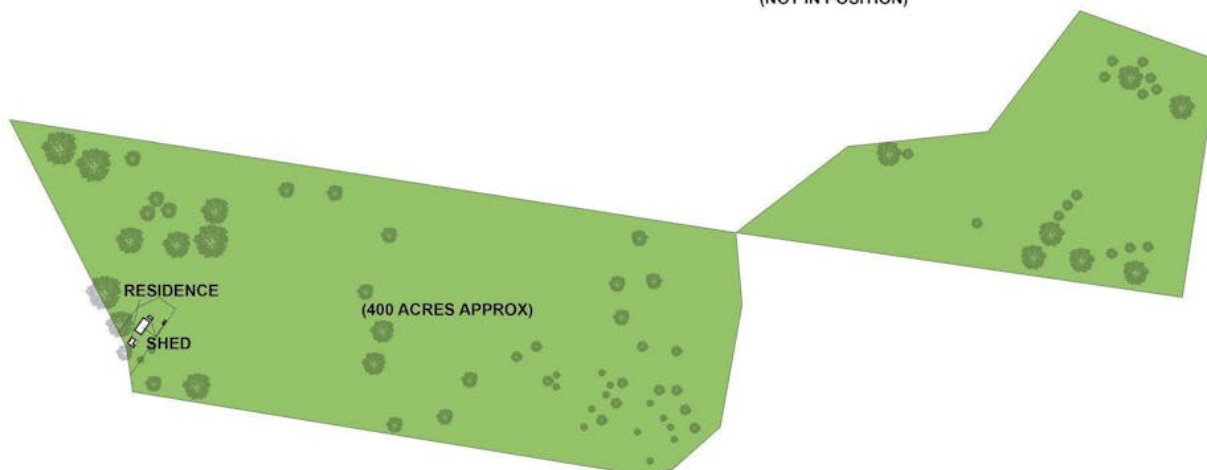 (NOT IN POSITION)
RESIDENCE
(400 ACRES APPROX)
SHED